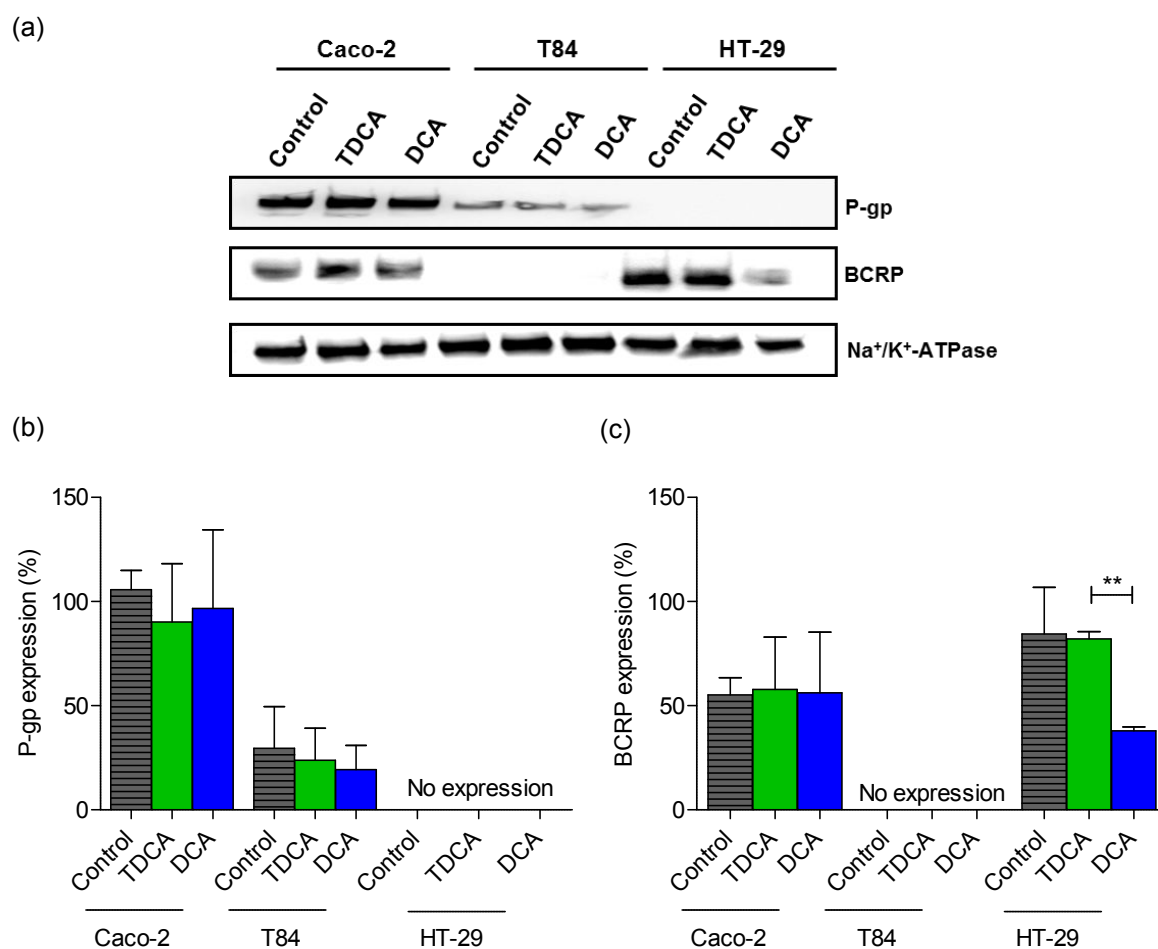 (a)
Caco-2 T84 HT-29
Control TDCA DCA Control TDCA DCA Control TDCA DCA
P-gp
BCRP
Na⁺/K⁺-ATPase
(b)
P-gp expression (%)
150
100
50
0
No expression
Control TDCA DCA Control TDCA DCA Control TDCA DCA
Caco-2 T84 HT-29
(c)
BCRP expression (%)
150
100
50
0
**
No expression
Control TDCA DCA Control TDCA DCA Control TDCA DCA
Caco-2 T84 HT-29